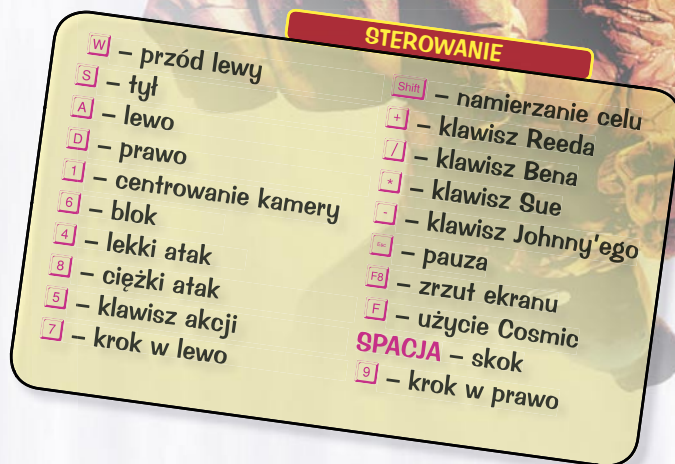 STEROWANIE
W – przód lewy
S – tył
A – lewo
D – prawo
1 – centrowanie kamery
6 – blok
4 – lekki atak
8 – ciężki atak
5 – klawisz akcji
7 – krok w lewo
Shift – namierzanie celu
+ – klawisz Reeda
/ – klawisz Bena
* – klawisz Sue
- – klawisz Johnny'ego
Esc – pauza
F8 – zrzut ekranu
F – użycie Cosmic
SPACJA – skok
9 – krok w prawo